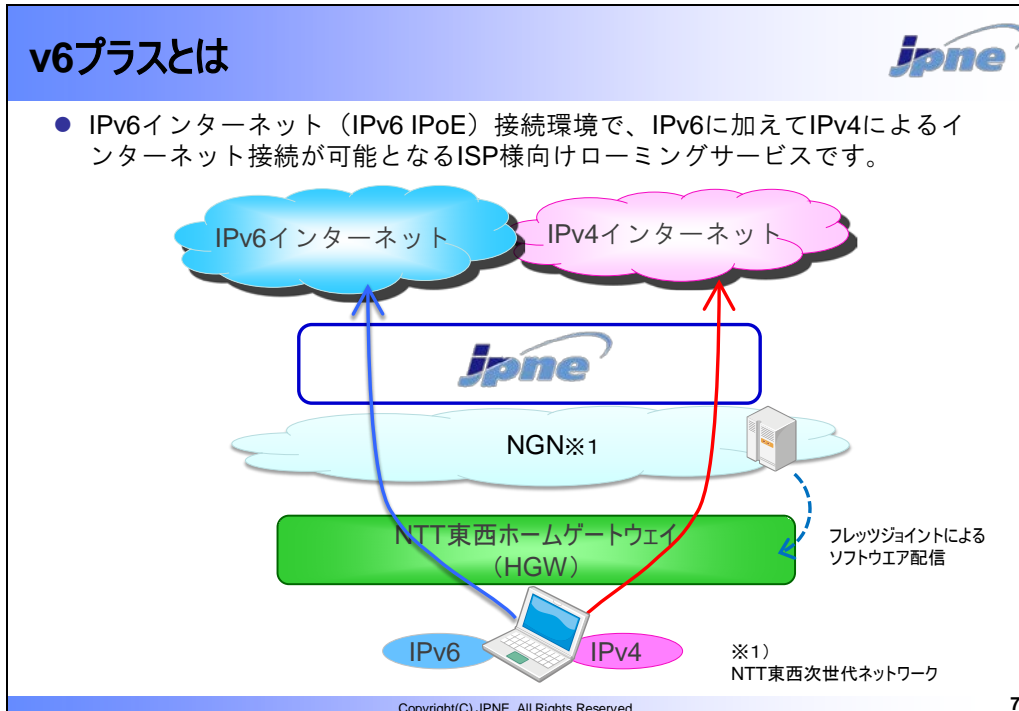 v6プラスとは
jpne
● IPv6インターネット（IPv6 IPoE）接続環境で、IPv6に加えてIPv4によるイ
ンターネット接続が可能となるISP様向けローミングサービスです。
IPv6インターネット
IPv4インターネット
jpne
NGN※1
NTT東西ホームゲートウェイ
（HGW）
フレッツジョイントによる
ソフトウエア配信
IPv6
IPv4
※1）
NTT東西次世代ネットワーク
Copyright(C) JPNE All Rights Reserved
7